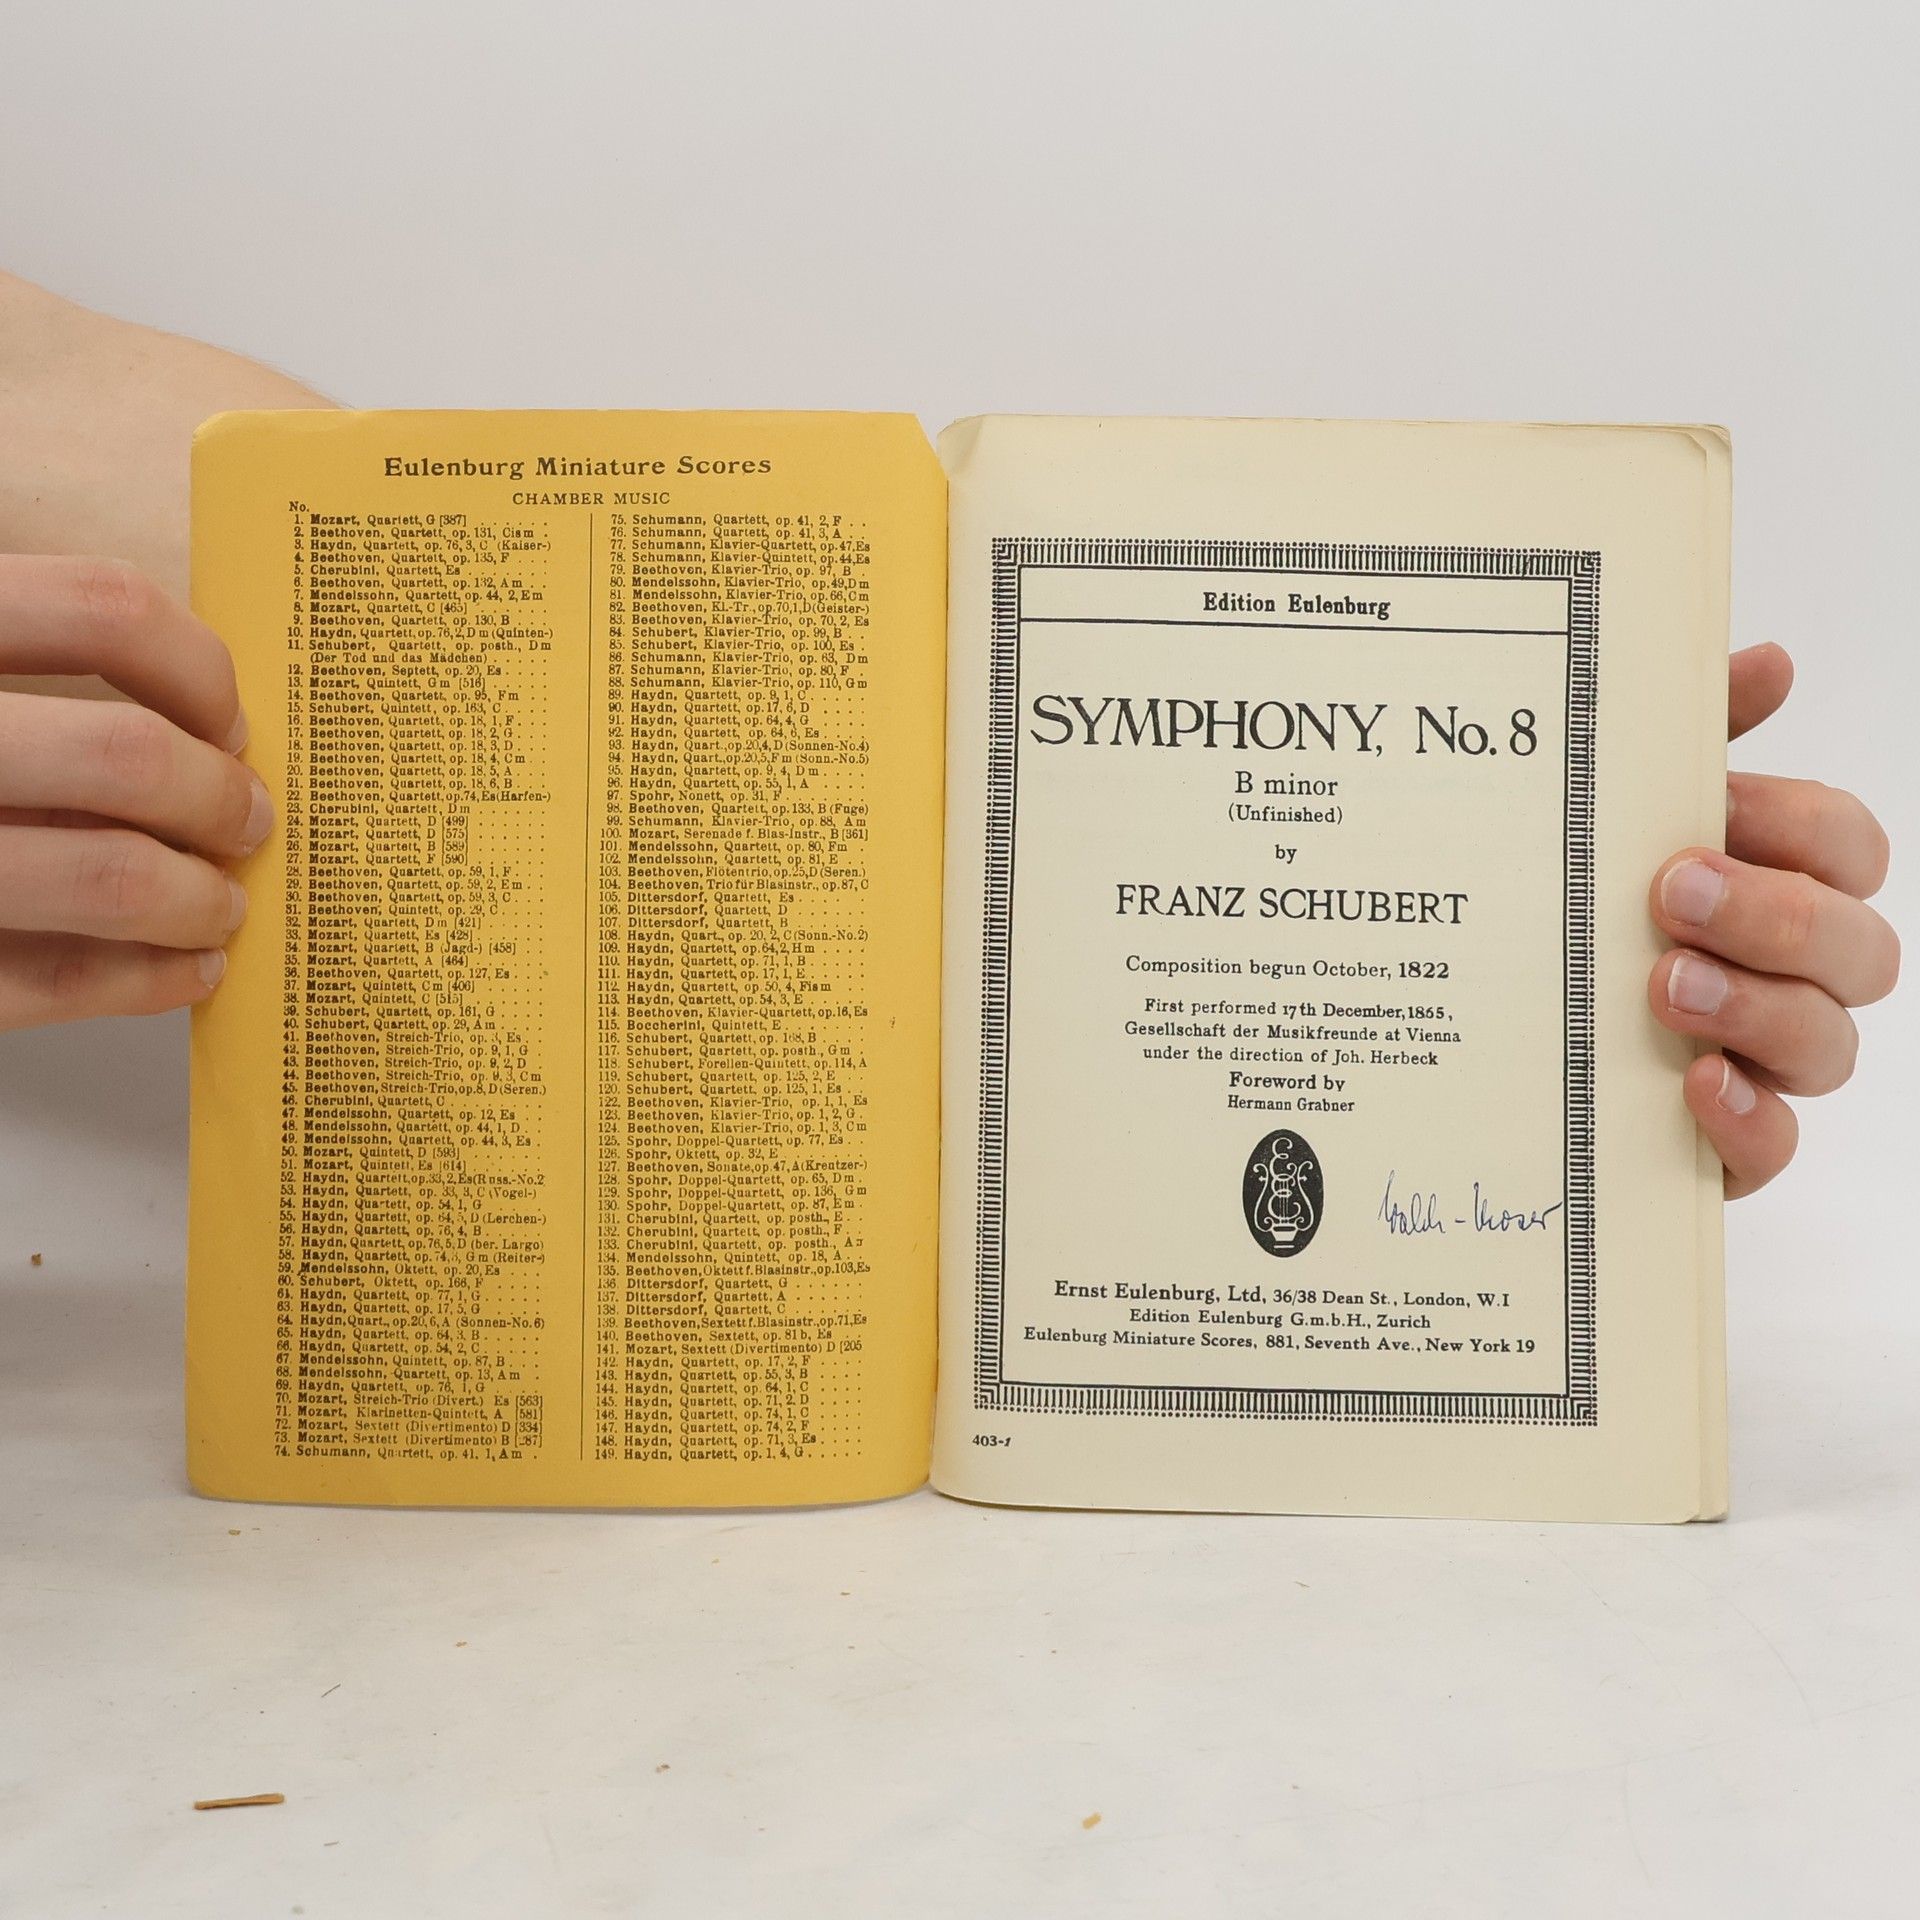 Eulenburg Miniature Scores
CHAMBER MUSIC
No.
1. Mozart, Quartett, G [387]
2. Beethoven, Quartett, op. 131, Cism
3. Haydn, Quartett, op. 76, 3, C (Kaiser-)
4. Beethoven, Quartett, op. 135, F
5. Cherubini, Quartett, Es
6. Beethoven, Quartett, op. 132, Am
7. Mendelssohn, Quartett, op. 44, 2, Em
8. Mozart, Quartett, C [465]
9. Beethoven, Quartett, op. 130, B
10. Haydn, Quartett, op. 76, 2, Dm (Quinten-)
11. Schubert, Quartett, op. posth., Dm
(Der Tod und das Mädchen)
12. Beethoven, Septett, op. 20, Es
13. Mozart, Quintett, Gm [516]
14. Beethoven, Quartett, op. 95, Fm
15. Schubert, Quintett, op. 163, C
16. Beethoven, Quartett, op. 18, 1, F
17. Beethoven, Quartett, op. 18, 2, G
18. Beethoven, Quartett, op. 18, 3, D
19. Beethoven, Quartett, op. 18, 4, Cm
20. Beethoven, Quartett, op. 18, 5, A
21. Beethoven, Quartett, op. 18, 6, B
22. Beethoven, Quartett, op. 74, Es (Harfen-)
23. Cherubini, Quartett, Dm
24. Mozart, Quartett, D [499]
25. Mozart, Quartett, D [575]
26. Mozart, Quartett, B [589]
27. Mozart, Quartett, F [590]
28. Beethoven, Quartett, op. 59, 1, F
29. Beethoven, Quartett, op. 59, 2, Em
30. Beethoven, Quartett, op. 59, 3, C
31. Beethoven, Quintett, op. 29, C
32. Mozart, Quartett, Dm [421]
33. Mozart, Quartett, Es [428]
34. Mozart, Quartett, B (Jagd-) [458]
35. Mozart, Quartett, A [464]
36. Beethoven, Quartett, op. 127, Es
37. Mozart, Quintett, Cm [406]
38. Mozart, Quintett, C [515]
39. Schubert, Quartett, op. 161, G
40. Schubert, Quartett, op. 29, Am
41. Beethoven, Streich-Trio, op. 3, Es
42. Beethoven, Streich-Trio, op. 9, 1, G
43. Beethoven, Streich-Trio, op. 9, 2, D
44. Beethoven, Streich-Trio, op. 9, 3, Cm
45. Beethoven, Streich-Trio, op. 8, D (Seren.)
46. Cherubini, Quartett, C
47. Mendelssohn, Quartett, op. 12, Es
48. Mendelssohn, Quartett, op. 44, 1, D
49. Mendelssohn, Quartett, op. 44, 3, Es
50. Mozart, Quintett, D [593]
51. Mozart, Quintett, Es [614]
52. Haydn, Quartett, op. 33, 2, Es (Russ.-No. 2
53. Haydn, Quartett, op. 33, 3, C (Vogel-)
54. Haydn, Quartett, op. 54, 1, G
55. Haydn, Quartett, op. 64, 5, D (Lerchen-)
56. Haydn, Quartett, op. 76, 4, B
57. Haydn, Quartett, op. 76, 5, D (ber. Largo)
58. Haydn, Quartett, op. 74, 3, Gm (Reiter-)
59. Mendelssohn, Oktett, op. 20, Es
60. Schubert, Oktett, op. 166, F
61. Haydn, Quartett, op. 77, 1, G
63. Haydn, Quartett, op. 17, 5, G
64. Haydn, Quart., op. 20, 6, A (Sonnen-No. 6)
65. Haydn, Quartett, op. 64, 3, B
66. Haydn, Quartett, op. 54, 2, C
67. Mendelssohn, Quintett, op. 87, B
68. Mendelssohn, Quartett, op. 13, Am
69. Haydn, Quartett, op. 76, 1, G
70. Mozart, Streich-Trio (Divert.) Es [563]
71. Mozart, Klarinetten-Quintett, A [581]
72. Mozart, Sextett (Divertimento) D [334]
73. Mozart, Sextett (Divertimento) B [287]
74. Schumann, Quartett, op. 41, 1, Am
75. Schumann, Quartett, op. 41, 2, F
76. Schumann, Quartett, op. 41, 3, A
77. Schumann, Klavier-Quartett, op. 47, Es
78. Schumann, Klavier-Quintett, op. 44, Es
79. Beethoven, Klavier-Trio, op. 97, B
80. Mendelssohn, Klavier-Trio, op. 49, Dm
81. Mendelssohn, Klavier-Trio, op. 66, Cm
82. Beethoven, Kl.-Tr., op. 70, 1, D (Geister-)
83. Beethoven, Klavier-Trio, op. 70, 2, Es
84. Schubert, Klavier-Trio, op. 99, B
85. Schubert, Klavier-Trio, op. 100, Es
86. Schumann, Klavier-Trio, op. 63, Dm
87. Schumann, Klavier-Trio, op. 80, F
88. Schumann, Klavier-Trio, op. 110, Gm
89. Haydn, Quartett, op. 9, 1, C
90. Haydn, Quartett, op. 17, 6, D
91. Haydn, Quartett, op. 64, 4, G
92. Haydn, Quartett, op. 64, 6, Es
93. Haydn, Quart., op. 20, 4, D (Sonnen-No. 4)
94. Haydn, Quart., op. 20, 5, Fm (Sonn.-No. 5)
95. Haydn, Quartett, op. 9, 4, Dm
96. Haydn, Quartett, op. 55, 1, A
97. Spohr, Nonett, op. 31, F
98. Beethoven, Quartett, op. 133, B (Fuge)
99. Schumann, Klavier-Trio, op. 88, Am
100. Mozart, Serenade f. Blas-Instr., B [361]
101. Mendelssohn, Quartett, op. 80, Fm
102. Mendelssohn, Quartett, op. 81, E
103. Beethoven, Flötentrio, op. 25, D (Seren.)
104. Beethoven, Trio für Blasinstr., op. 87, C
105. Dittersdorf, Quartett, Es
106. Dittersdorf, Quartett, D
107. Dittersdorf, Quartett, B
108. Haydn, Quart., op. 20, 2, C (Sonn.-No. 2)
109. Haydn, Quartett, op. 64, 2, Hm
110. Haydn, Quartett, op. 71, 1, B
111. Haydn, Quartett, op. 17, 1, E
112. Haydn, Quartett, op. 50, 4, Fism
113. Haydn, Quartett, op. 54, 3, E
114. Beethoven, Klavier-Quartett, op. 16, Es
115. Boccherini, Quintett, E
116. Schubert, Quartett, op. 168, B
117. Schubert, Quartett, op. posth., Gm
118. Schubert, Forellen-Quintett, op. 114, A
119. Schubert, Quartett, op. 125, 2, E
120. Schubert, Quartett, op. 125, 1, Es
122. Beethoven, Klavier-Trio, op. 1, 1, Es
123. Beethoven, Klavier-Trio, op. 1, 2, G
124. Beethoven, Klavier-Trio, op. 1, 3, Cm
125. Spohr, Doppel-Quartett, op. 77, Es
126. Spohr, Oktett, op. 32, E
127. Beethoven, Sonate, op. 47, A (Kreutzer-)
128. Spohr, Doppel-Quartett, op. 65, Dm
129. Spohr, Doppel-Quartett, op. 136, Gm
130. Spohr, Doppel-Quartett, op. 87, Em
131. Cherubini, Quartett, op. posth., E
132. Cherubini, Quartett, op. posth., F
133. Cherubini, Quartett, op. posth.,
134. Mendelssohn, Quintett, op. 18, A
135. Beethoven, Oktett f. Blasinstr., op. 103, Es
136. Dittersdorf, Quartett, G
137. Dittersdorf, Quartett, A
138. Dittersdorf, Quartett, C
139. Beethoven, Sextett f. Blasinstr., op. 71, Es
140. Beethoven, Sextett, op. 81b, Es
141. Mozart, Sextett (Divertimento) D [205
142. Haydn, Quartett, op. 17, 2, F
143. Haydn, Quartett, op. 55, 3, B
144. Haydn, Quartett, op. 64, 1, C
145. Haydn, Quartett, op. 71, 2, D
146. Haydn, Quartett, op. 74, 1, C
147. Haydn, Quartett, op. 74, 2, F
148. Haydn, Quartett, op. 71, 3, Es
149. Haydn, Quartett, op. 1, 4, G
Edition Eulenburg
SYMPHONY, No. 8
B minor
(Unfinished)
by
FRANZ SCHUBERT
Composition begun October, 1822
First performed 17th December, 1865,
Gesellschaft der Musikfreunde at Vienna
under the direction of Joh. Herbeck
Foreword by
Hermann Grabner
Ernst Eulenburg, Ltd, 36/38 Dean St., London, W.I
Edition Eulenburg G.m.b.H., Zurich
Eulenburg Miniature Scores, 881, Seventh Ave., New York 19
403-1